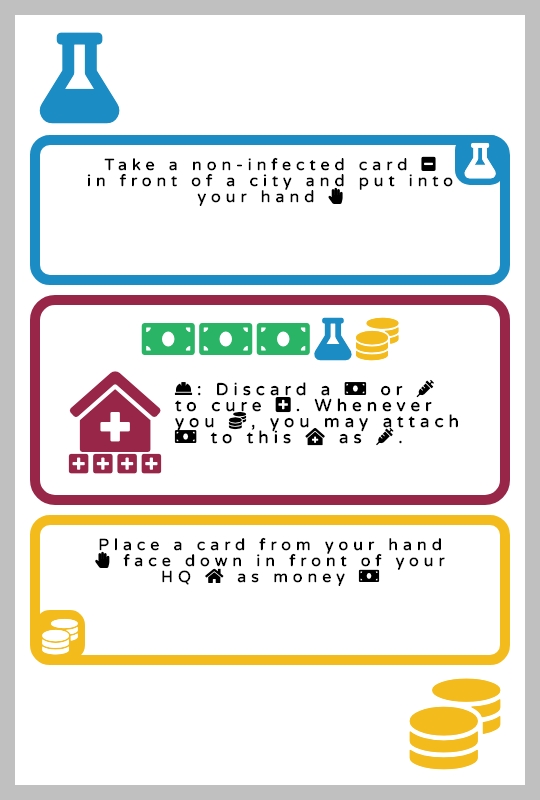 Take a non-infected card
in front of a city and put into
your hand
: Discard a or
to cure . Whenever
you , you may attach
to this as .
Place a card from your hand
face down in front of your
HQ as money